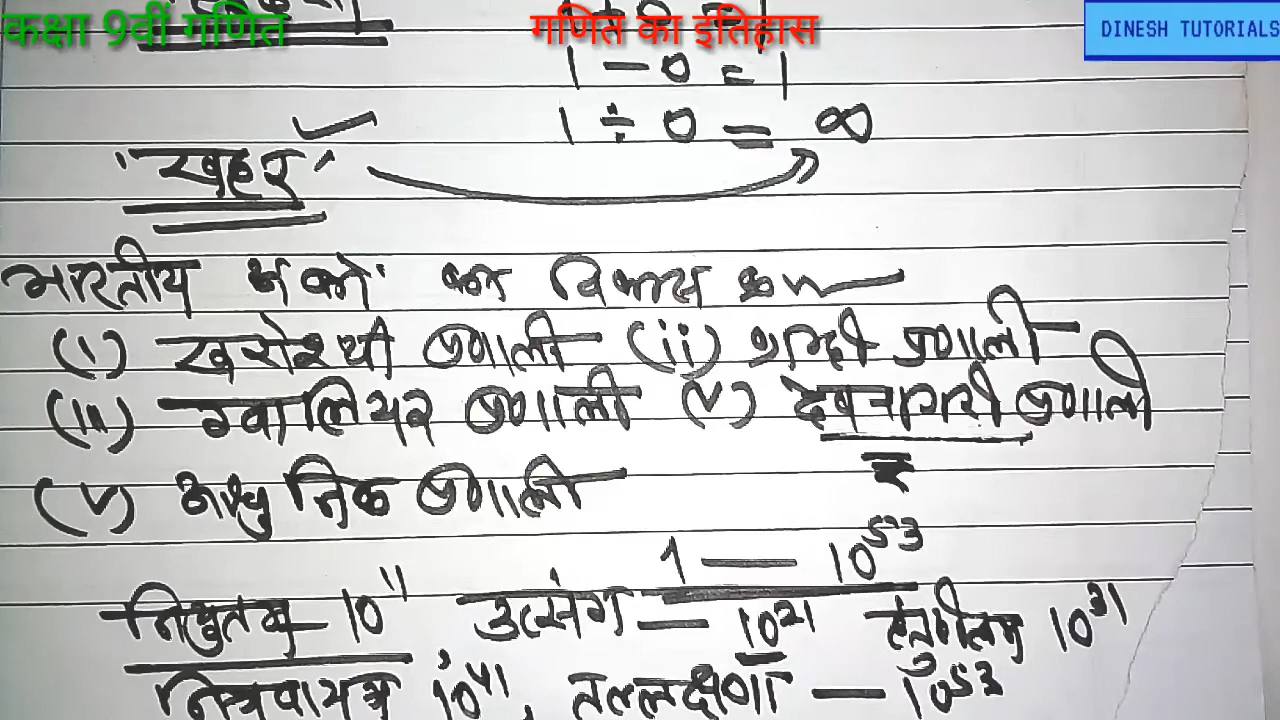 कक्षा 9वीं गणित
गणित की इतिहास
DINESH TUTORIALS
1 - 0 = 1
1 ÷ 0 = ∞
'खहर'
भारतीय अंकों का विकास क्रम
(i) खरोश्थी प्रणाली (ii) ब्राम्ही प्रणाली
(iii) ग्वालियर प्रणाली (v) देवनागरी प्रणाली
(v) आधुनिक प्रणाली
1 — 10⁵³
नियुतम् 10¹¹ उत्संग — 10²¹ हेतुहीलम् 10³¹
10⁴¹, तल्लक्षणा — 10⁵³